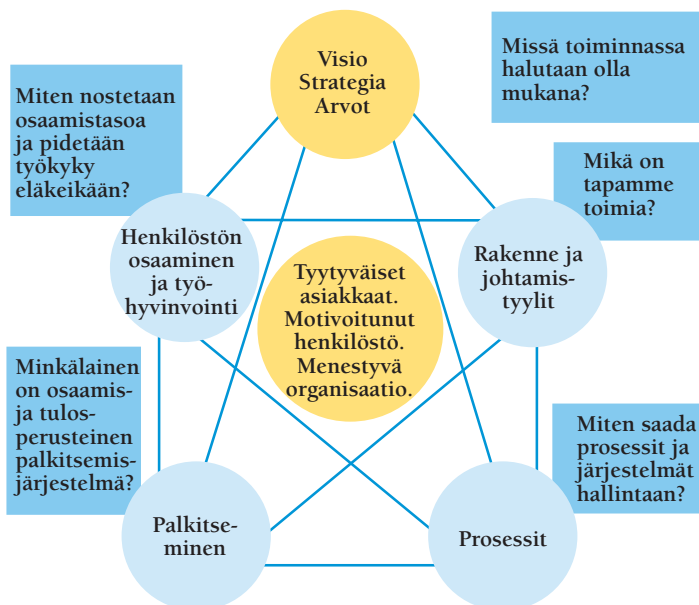 Visio
Strategia
Arvot
Missä toiminnassa
halutaan olla
mukana?
Miten nostetaan
osaamistasoa
ja pidetään
työkyky
eläkeikään?
Mikä on
tapamme
toimia?
Henkilöstön
osaaminen
ja työ-
hyvinvointi
Tyytyväiset
asiakkaat.
Motivoitunut
henkilöstö.
Menestyvä
organisaatio.
Rakenne ja
johtamis-
tyylit
Minkälainen
on osaamis-
ja tulos-
perusteinen
palkitsemis-
järjestelmä?
Miten saada
prosessit ja
järjestelmät
hallintaan?
Palkitse-
minen
Prosessit